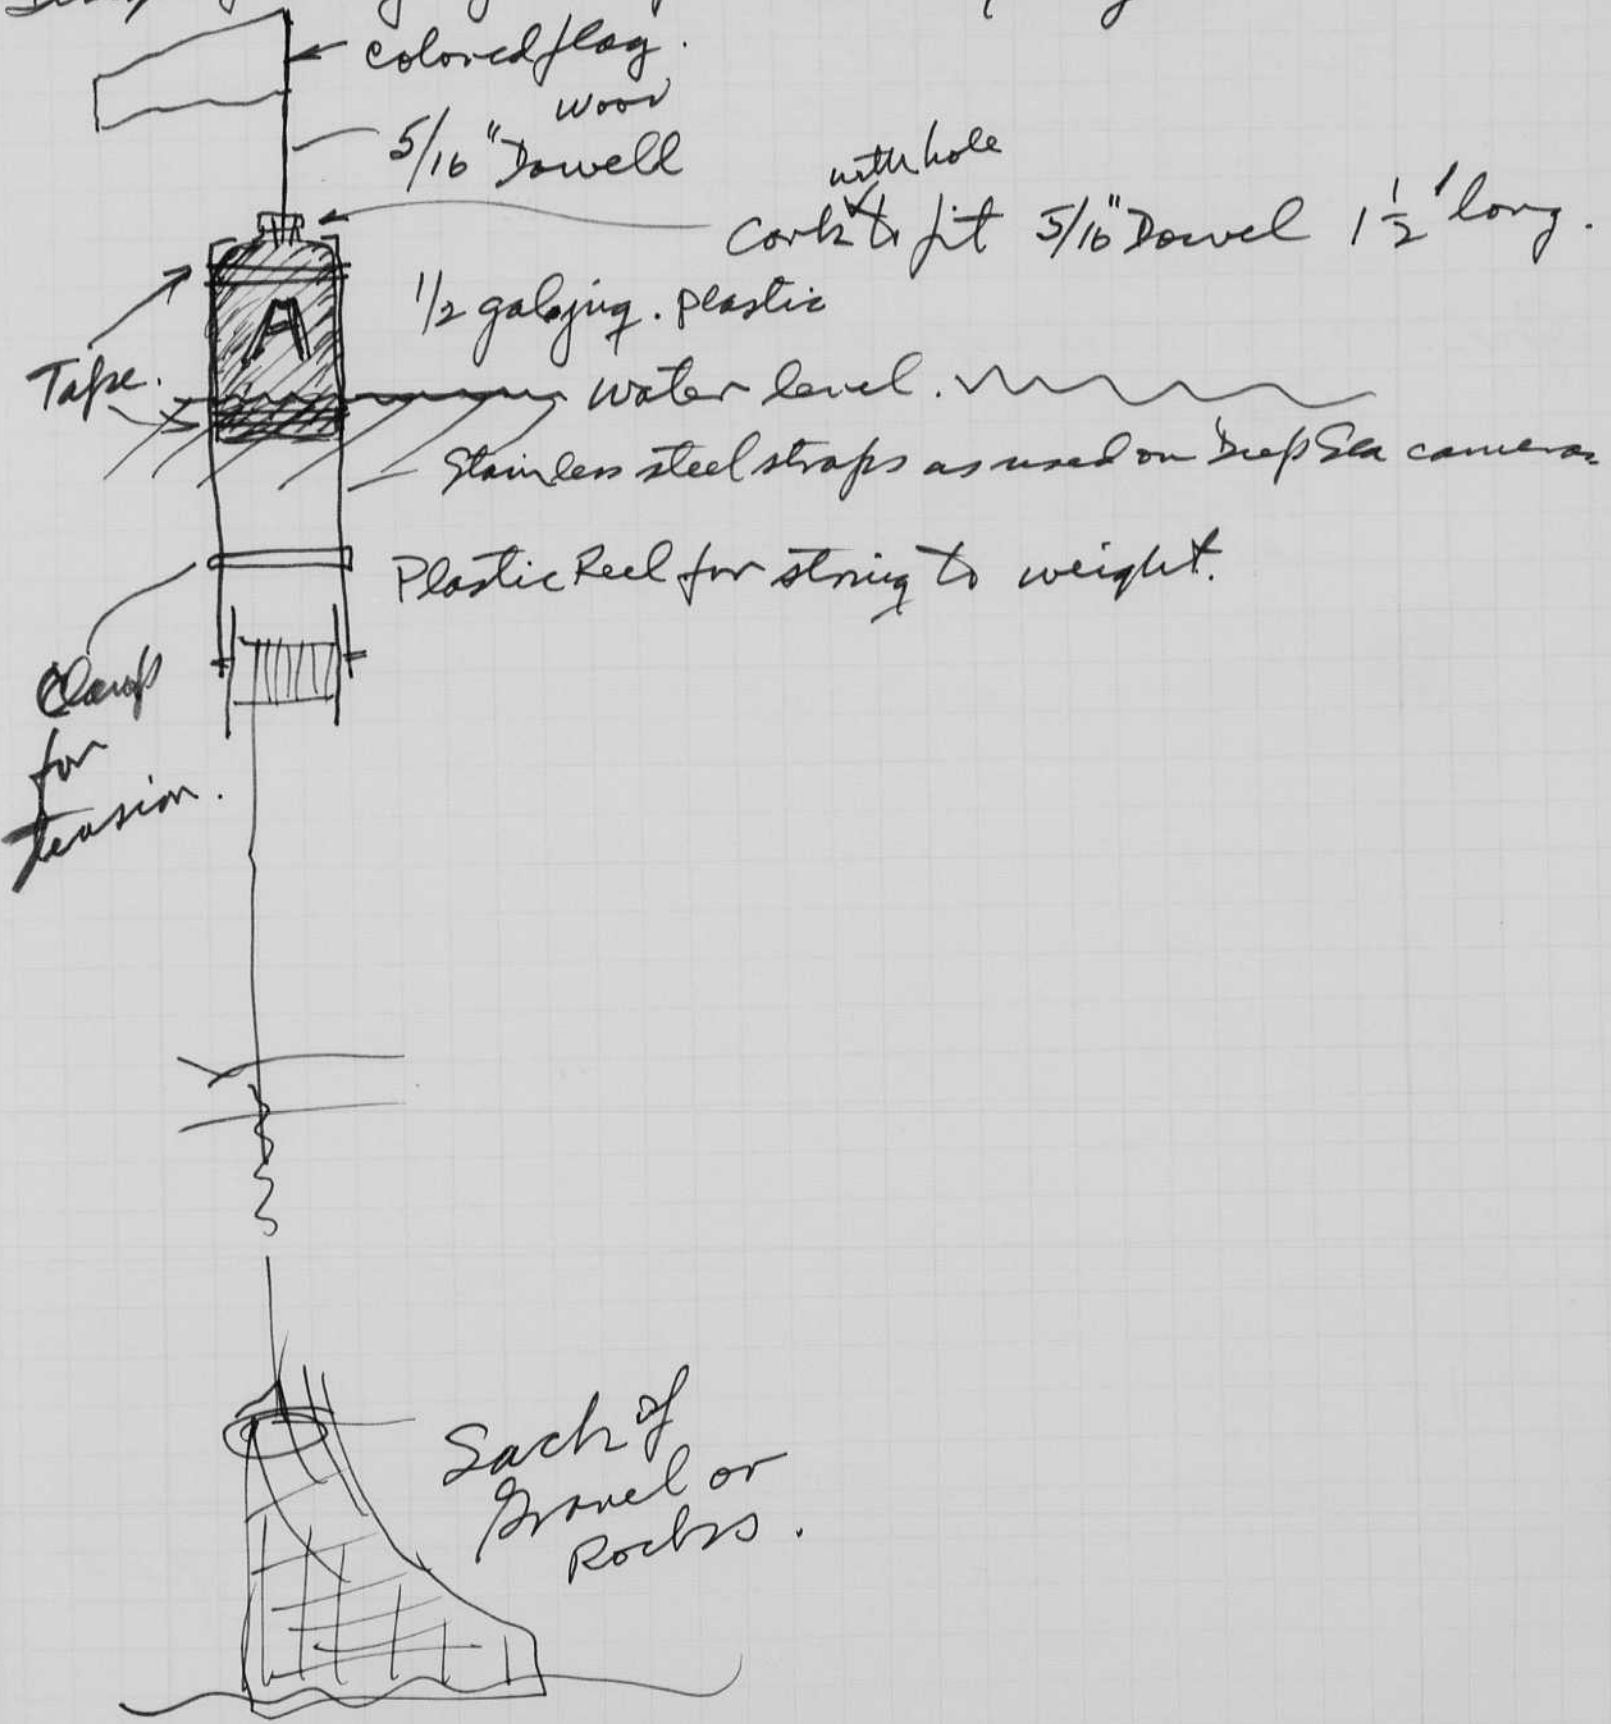 colored flag.
wood
5/16" Dowell
with hole
Cork to fit 5/16" Dowel 1 1/2' long.
A
1/2 gal jug. plastic
Tape.
water level.
Stainless steel straps as used on Deep Sea cameras
Plastic Reel for string to weight.
Clamp
for
tension.
Sack of
Gravel or
Rocks.